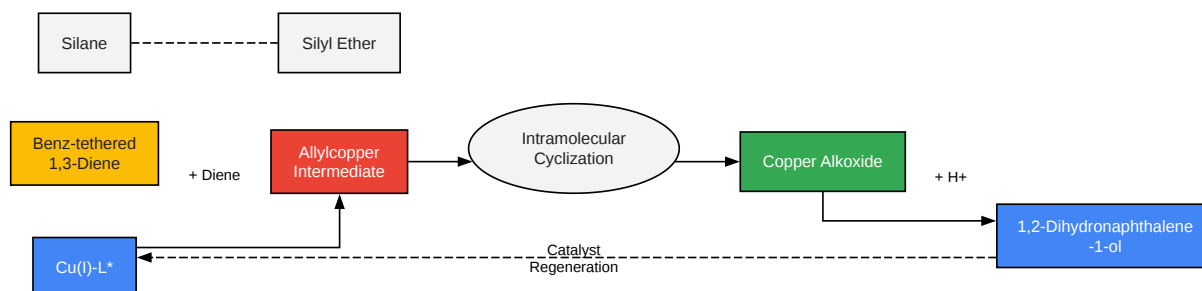 Silane
Silyl Ether
Benz-tethered
1,3-Diene
+ Diene
Allylcopper
Intermediate
Intramolecular
Cyclization
Copper Alkoxide
+ H+
1,2-Dihydronaphthalene
-1-ol
Cu(I)-L*
Catalyst
Regeneration